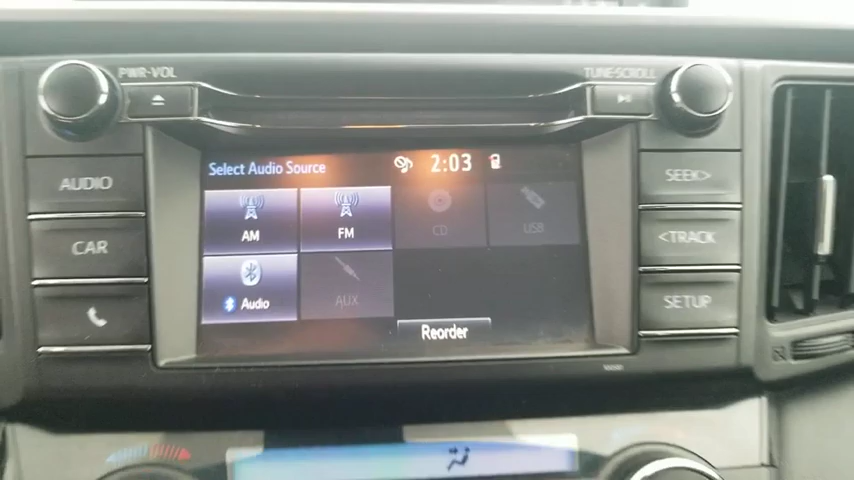 PWR·VOL
TUNE·SCROLL
Select Audio Source
2:03
AUDIO
SEEK>
AM
FM
CD
USB
CAR
<TRACK
Audio
AUX
SETUP
Reorder